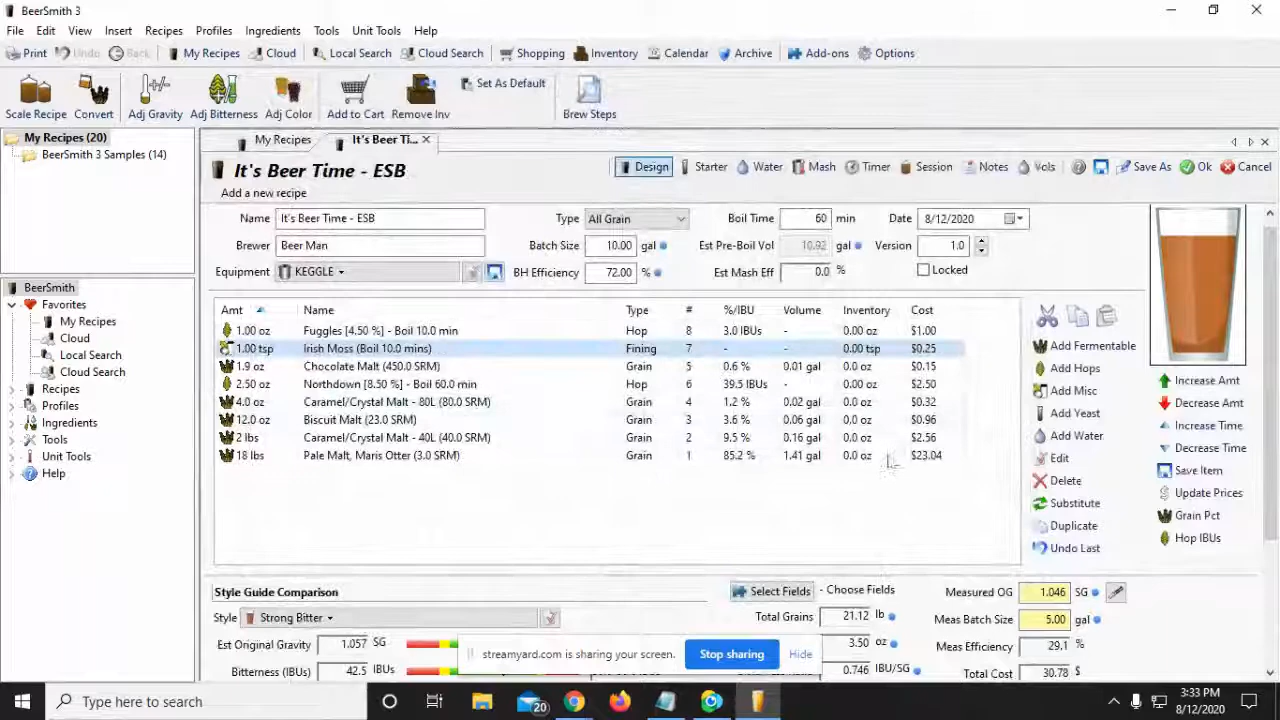 BeerSmith 3
File Edit View Insert Recipes Profiles Ingredients Tools Unit Tools Help
Print Undo Back My Recipes Cloud Local Search Cloud Search Shopping Inventory Calendar Archive Add-ons Options
Scale Recipe Convert Adj Gravity Adj Bitterness Adj Color Add to Cart Remove Inv Set As Default Brew Steps
My Recipes (20)
BeerSmith 3 Samples (14)
BeerSmith
Favorites
My Recipes
Cloud
Local Search
Cloud Search
Recipes
Profiles
Ingredients
Tools
Unit Tools
Help
My Recipes It's Beer Ti...
It's Beer Time - ESB Design Starter Water Mash Timer Session Notes Vols Save As Ok Cancel
Add a new recipe
Name It's Beer Time - ESB Type All Grain Boil Time 60 min Date 8/12/2020
Brewer Beer Man Batch Size 10.00 gal Est Pre-Boil Vol 10.92 gal Version 1.0
Equipment KEGGLE BH Efficiency 72.00 % Est Mash Eff 0.0 % Locked
Amt Name Type # %/IBU Volume Inventory Cost
1.00 oz Fuggles [4.50 %] - Boil 10.0 min Hop 8 3.0 IBUs - 0.00 oz $1.00
1.00 tsp Irish Moss (Boil 10.0 mins) Fining 7 - - 0.00 tsp $0.25
1.9 oz Chocolate Malt (450.0 SRM) Grain 5 0.6 % 0.01 gal 0.0 oz $0.15
2.50 oz Northdown [8.50 %] - Boil 60.0 min Hop 6 39.5 IBUs - 0.00 oz $2.50
4.0 oz Caramel/Crystal Malt - 80L (80.0 SRM) Grain 4 1.2 % 0.02 gal 0.0 oz $0.32
12.0 oz Biscuit Malt (23.0 SRM) Grain 3 3.6 % 0.06 gal 0.0 oz $0.96
2 lbs Caramel/Crystal Malt - 40L (40.0 SRM) Grain 2 9.5 % 0.16 gal 0.0 oz $2.56
18 lbs Pale Malt, Maris Otter (3.0 SRM) Grain 1 85.2 % 1.41 gal 0.0 oz $23.04
Add Fermentable
Add Hops
Add Misc
Add Yeast
Add Water
Edit
Delete
Substitute
Duplicate
Undo Last
Increase Amt
Decrease Amt
Increase Time
Decrease Time
Save Item
Update Prices
Grain Pct
Hop IBUs
Style Guide Comparison Select Fields - Choose Fields Measured OG 1.046 SG
Style Strong Bitter Total Grains 21.12 lb Meas Batch Size 5.00 gal
Est Original Gravity 1.057 SG 3.50 oz Meas Efficiency 29.1 %
Bitterness (IBUs) 42.5 IBUs 0.746 IBU/SG Total Cost 30.78 $
streamyard.com is sharing your screen. Stop sharing Hide
Type here to search 20 3:33 PM
8/12/2020